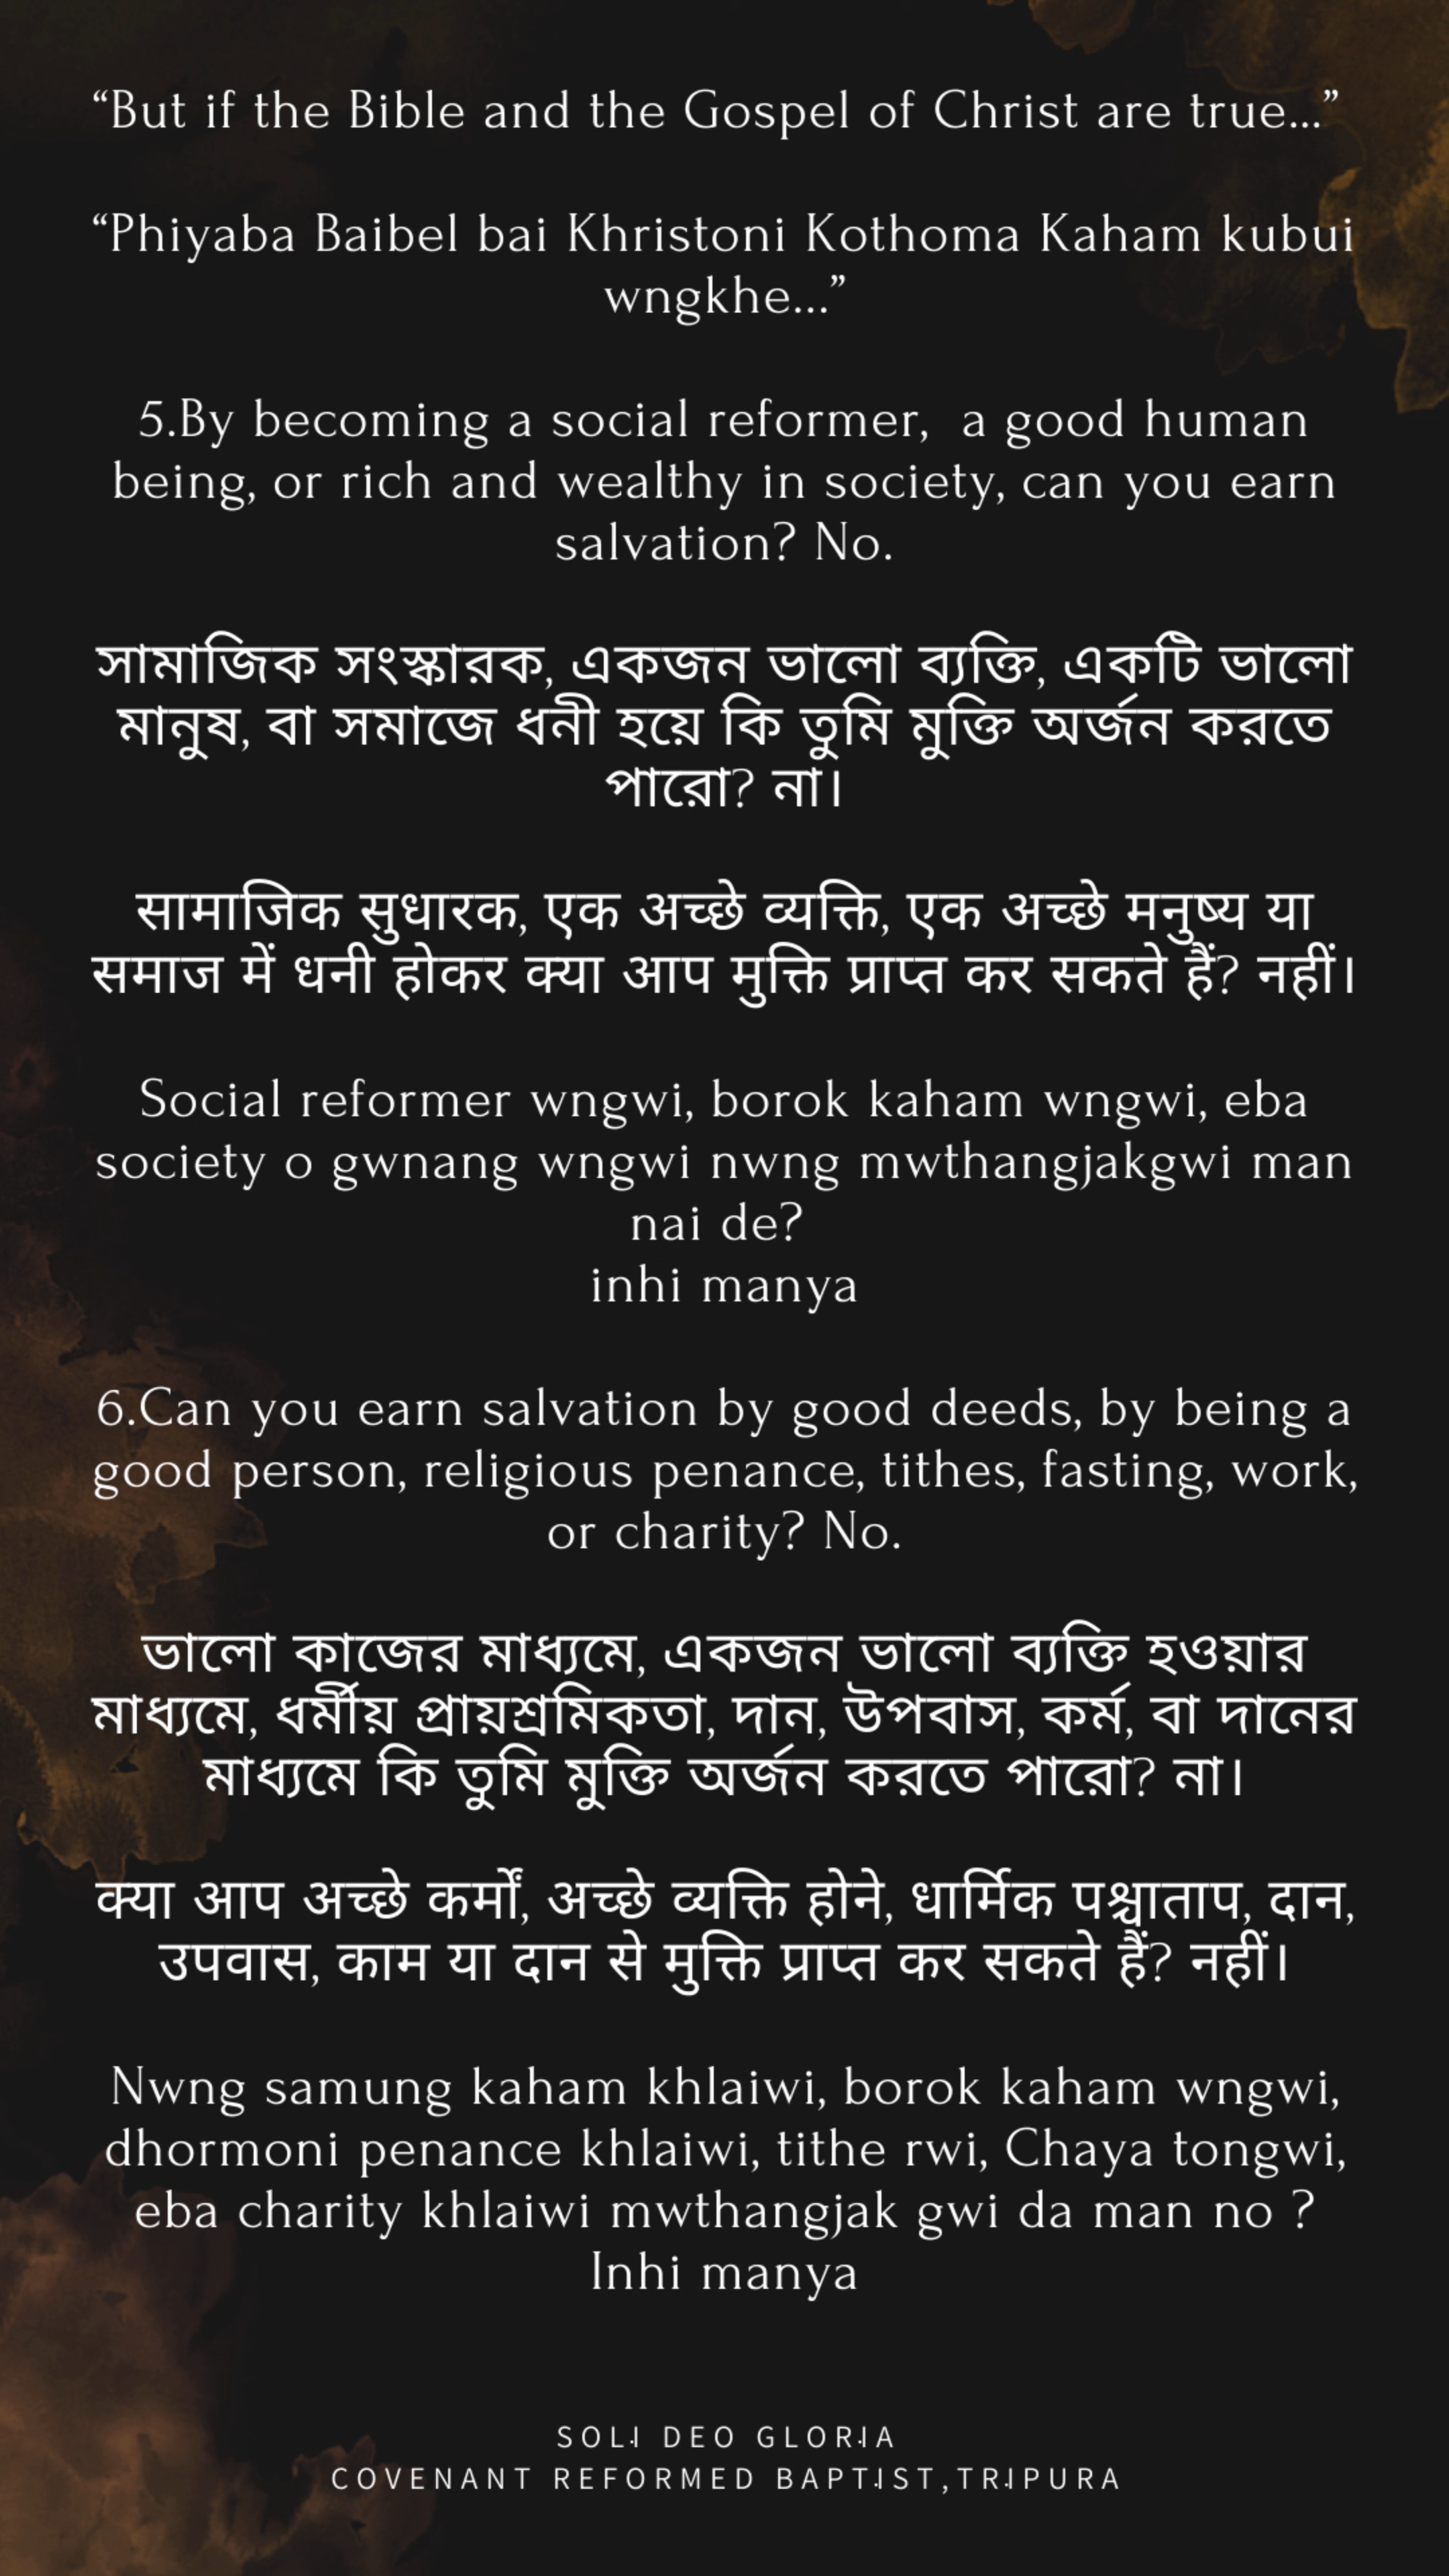 “But if the Bible and the Gospel of Christ are true...”
“Phiyaba Baibel bai Khristoni Kothoma Kaham kubui
wngkhe...”
5.By becoming a social reformer,  a good human
being, or rich and wealthy in society, can you earn
salvation? No.
সামাজিক সংস্কারক, একজন ভালো ব্যক্তি, একটি ভালো
মানুষ, বা সমাজে ধনী হয়ে কি তুমি মুক্তি অর্জন করতে
পারো? না।
सामाजिक सुधारक, एक अच्छे व्यक्ति, एक अच्छे मनुष्य या
समाज में धनी होकर क्या आप मुक्ति प्राप्त कर सकते हैं? नहीं।
Social reformer wngwi, borok kaham wngwi, eba
society o gwnang wngwi nwng mwthangjakgwi man
nai de?
inhi manya
6.Can you earn salvation by good deeds, by being a
good person, religious penance, tithes, fasting, work,
or charity? No.
ভালো কাজের মাধ্যমে, একজন ভালো ব্যক্তি হওয়ার
মাধ্যমে, ধর্মীয় প্রায়শ্রমিকতা, দান, উপবাস, কর্ম, বা দানের
মাধ্যমে কি তুমি মুক্তি অর্জন করতে পারো? না।
क्या आप अच्छे कर्मों, अच्छे व्यक्ति होने, धार्मिक पश्चाताप, दान,
उपवास, काम या दान से मुक्ति प्राप्त कर सकते हैं? नहीं।
Nwng samung kaham khlaiwi, borok kaham wngwi,
dhormoni penance khlaiwi, tithe rwi, Chaya tongwi,
eba charity khlaiwi mwthangjak gwi da man no ?
Inhi manya
SOLI DEO GLORIA
COVENANT REFORMED BAPTIST,TRIPURA